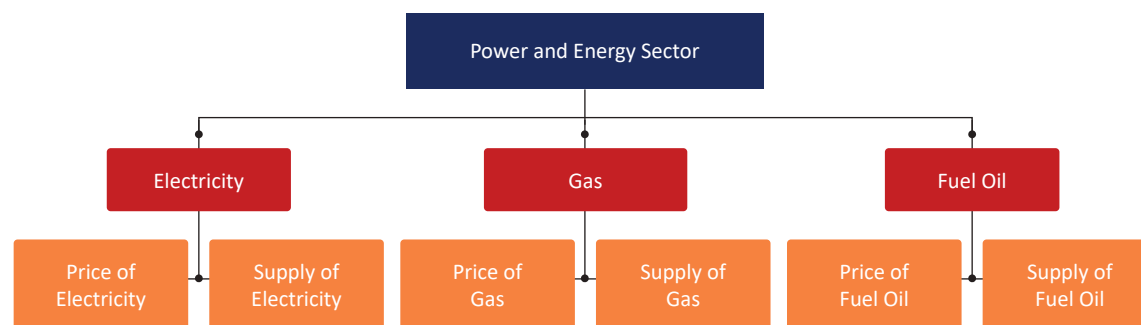 Power and Energy Sector
Electricity
Gas
Fuel Oil
Price of
Electricity
Supply of
Electricity
Price of
Gas
Supply of
Gas
Price of
Fuel Oil
Supply of
Fuel Oil